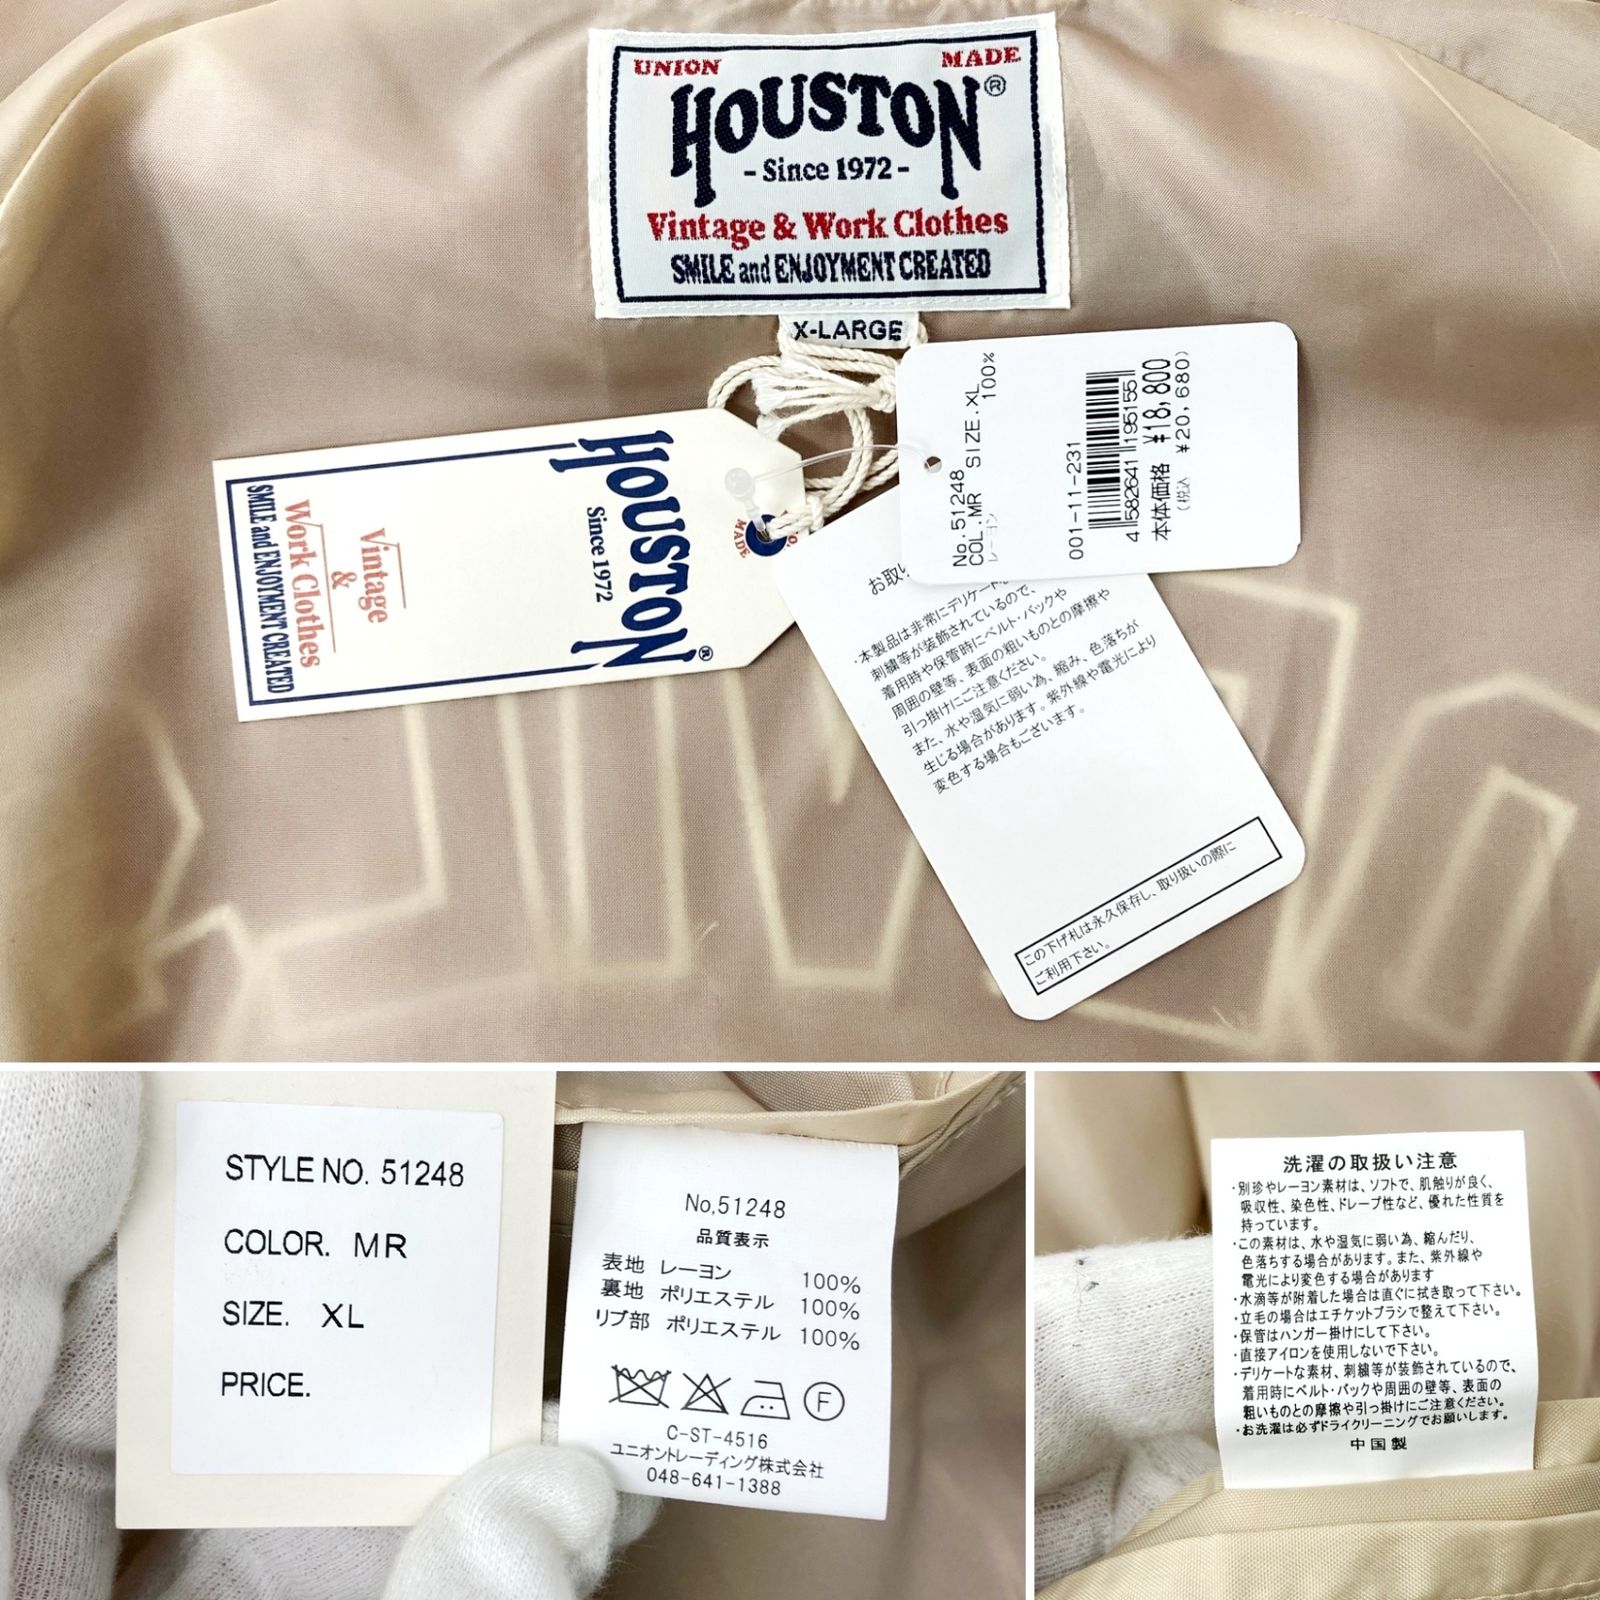 UNION MADE
HOUSTON®
- Since 1972 -
Vintage & Work Clothes
SMILE and ENJOYMENT CREATED
X-LARGE
HOUSTON®
Since 1972
Vintage
&
Work Clothes
SMILE and ENJOYMENT CREATED
MADE
No. 51248
COL. MR SIZE. XL
レーヨン 100%
001-11-231
4 582641 195155
本体価格 ¥18,800
(税込 ¥20,680)
お取り
・本製品は非常にデリケート
刺繍等が装飾されているので、
着用時や保管時にベルト・バックや
周囲の壁等、表面の粗いものとの摩擦や
引っ掛けにご注意ください。
また、水や湿気に弱い為、縮み、色落ちが
生じる場合があります。紫外線や電光により
変色する場合もございます。
この下げ札は永久保存し、取り扱いの際に
ご利用下さい。
STYLE NO. 51248
COLOR. MR
SIZE. XL
PRICE.
No.51248
品質表示
表地 レーヨン 100%
裏地 ポリエステル 100%
リブ部 ポリエステル 100%
F
C-ST-4516
ユニオントレーディング株式会社
048-641-1388
洗濯の取扱い注意
・別珍やレーヨン素材は、ソフトで、肌触りが良く、
吸収性、染色性、ドレープ性など、優れた性質を
持っています。
・この素材は、水や湿気に弱い為、縮んだり、
色落ちする場合があります。また、紫外線や
電光により変色する場合があります
・水滴等が附着した場合は直ぐに拭き取って下さい。
・立毛の場合はエチケットブラシで整えて下さい。
・保管はハンガー掛けにして下さい。
・直接アイロンを使用しないで下さい。
・デリケートな素材、刺繍等が装飾されているので、
着用時にベルト・バックや周囲の壁等、表面の
粗いものとの摩擦や引っ掛けにご注意ください。
・お洗濯は必ずドライクリーニングでお願いします。
中国製